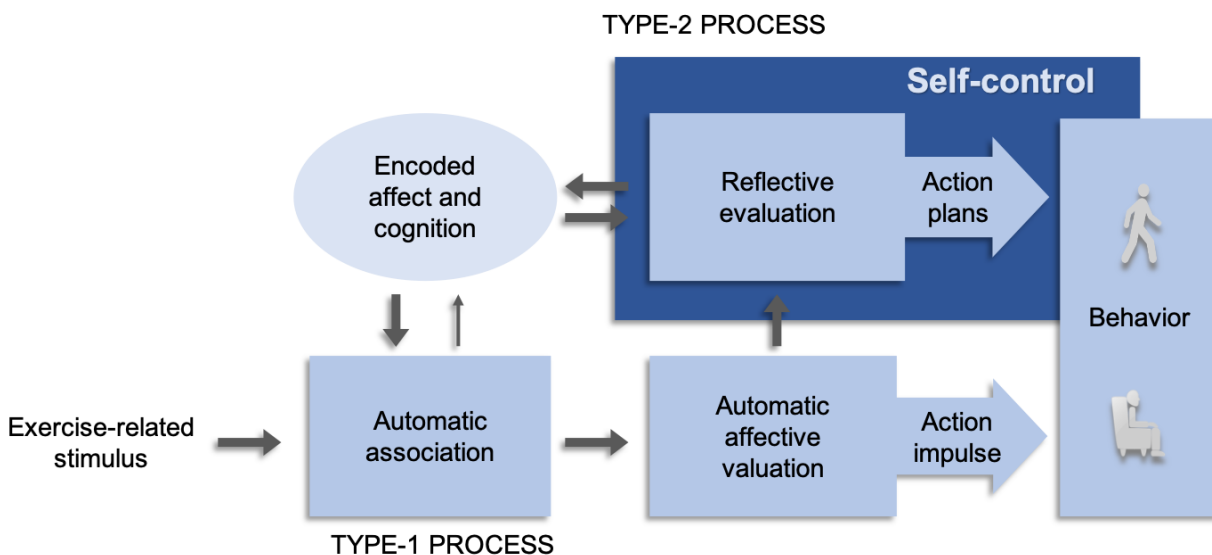 TYPE-2 PROCESS
Self-control
Encoded
affect and
cognition
Reflective
evaluation
Action
plans
Behavior
Exercise-related
stimulus
Automatic
association
Automatic
affective
valuation
Action
impulse
TYPE-1 PROCESS